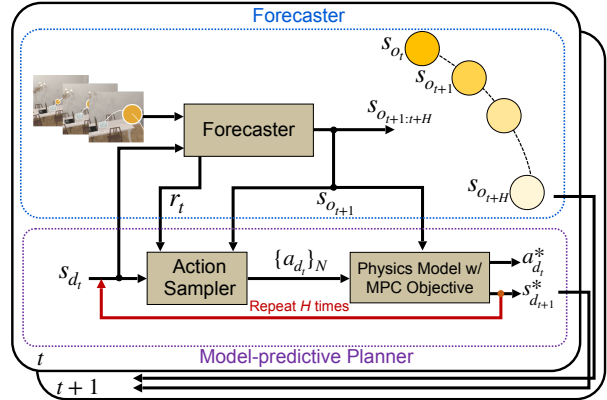 Forecaster
s_{o_t}
s_{o_{t+1}}
Forecaster
s_{o_{t+1:t+H}}
r_t
s_{o_{t+1}}
s_{o_{t+H}}
s_{d_t}
Action
Sampler
{a_{d_t}}_N
Physics Model w/
MPC Objective
a^*_{d_t}
s^*_{d_{t+1}}
Repeat H times
t
Model-predictive Planner
t + 1